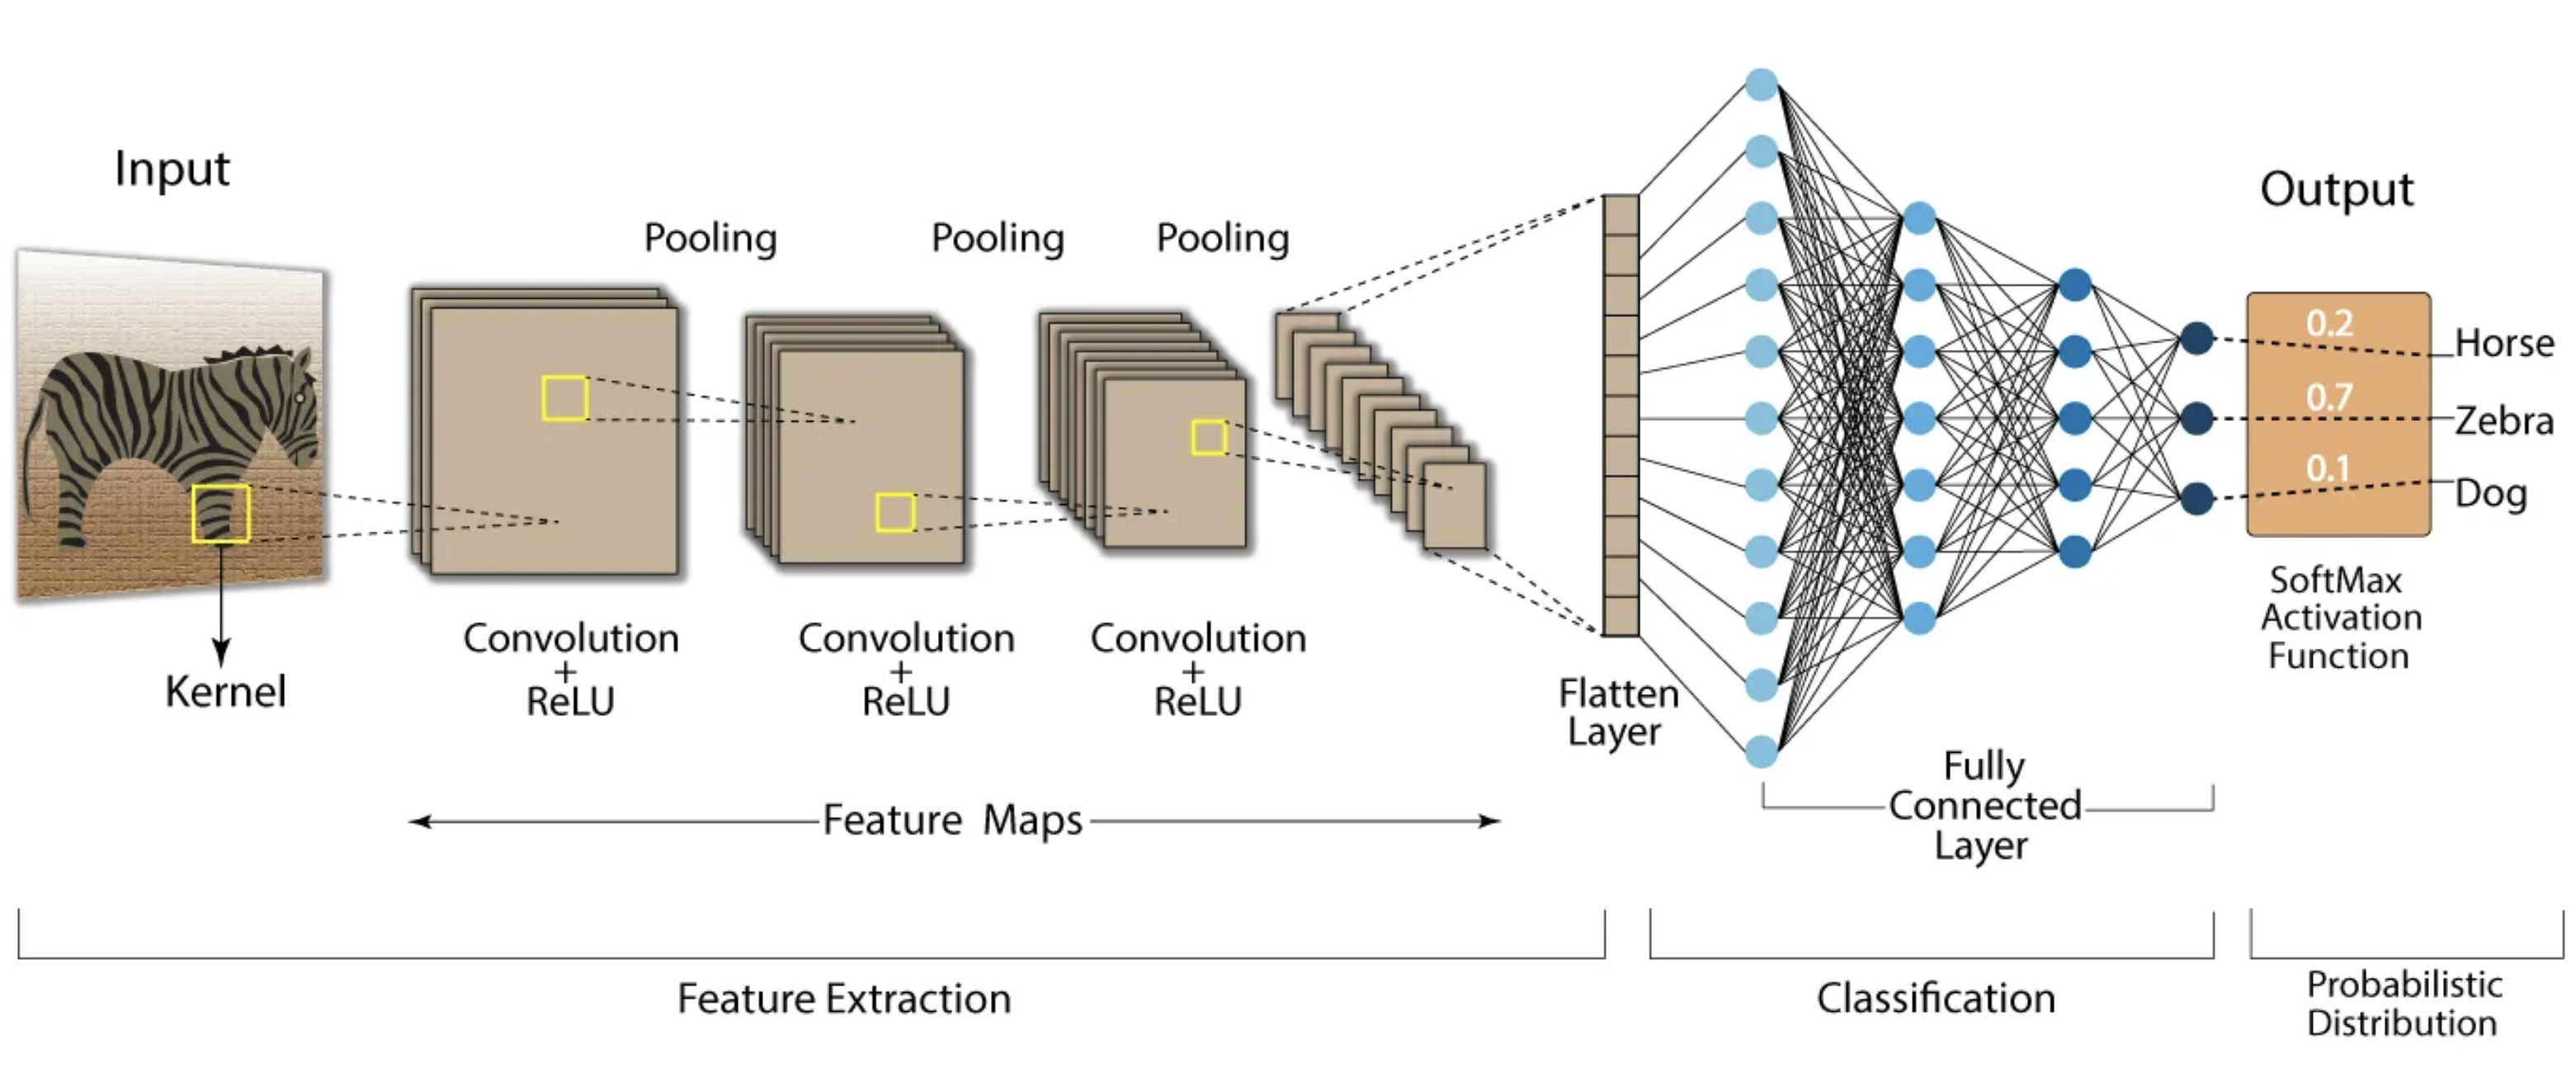 Input
Pooling
Pooling
Pooling
Output
0.2
Horse
0.7
Zebra
0.1
Dog
Kernel
Convolution
+
ReLU
Convolution
+
ReLU
Convolution
+
ReLU
Flatten
Layer
SoftMax
Activation
Function
Feature Maps
Fully
Connected
Layer
Feature Extraction
Classification
Probabilistic
Distribution